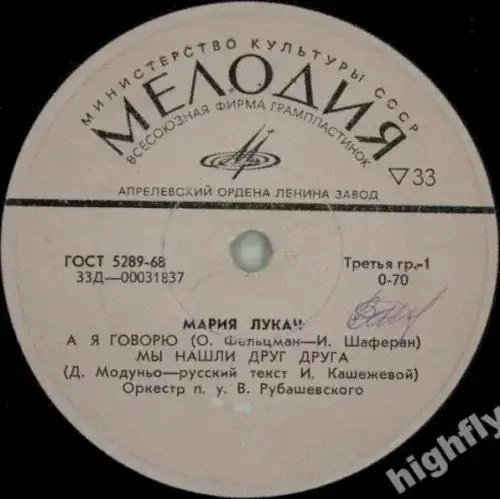 МИНИСТЕРСТВО КУЛЬТУРЫ СССР
МЕЛОДИЯ
ВСЕСОЮЗНАЯ ФИРМА ГРАМПЛАСТИНОК
АПРЕЛЕВСКИЙ ОРДЕНА ЛЕНИНА ЗАВОД
▽33
ГОСТ 5289-68
33Д—00031837
Третья гр.-1
0-70
МАРИЯ ЛУКАЧ
А Я ГОВОРЮ (О. Фельцман—И. Шаферан)
МЫ НАШЛИ ДРУГ ДРУГА
(Д. Модуньо—русский текст И. Кашежевой)
Оркестр п. у. В. Рубашевского
highfly